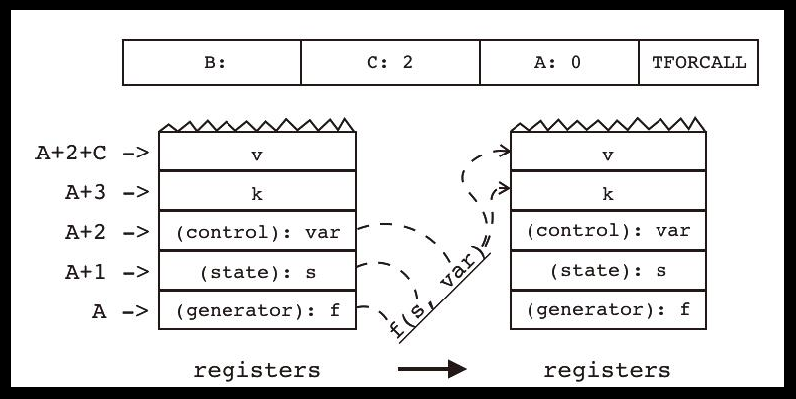 B: C: 2 A: 0 TFORCALL
A+2+C -> v v
A+3 -> k k
A+2 -> (control): var (control): var
A+1 -> (state): s (state): s
A -> (generator): f (generator): f
f(s, var)
registers registers